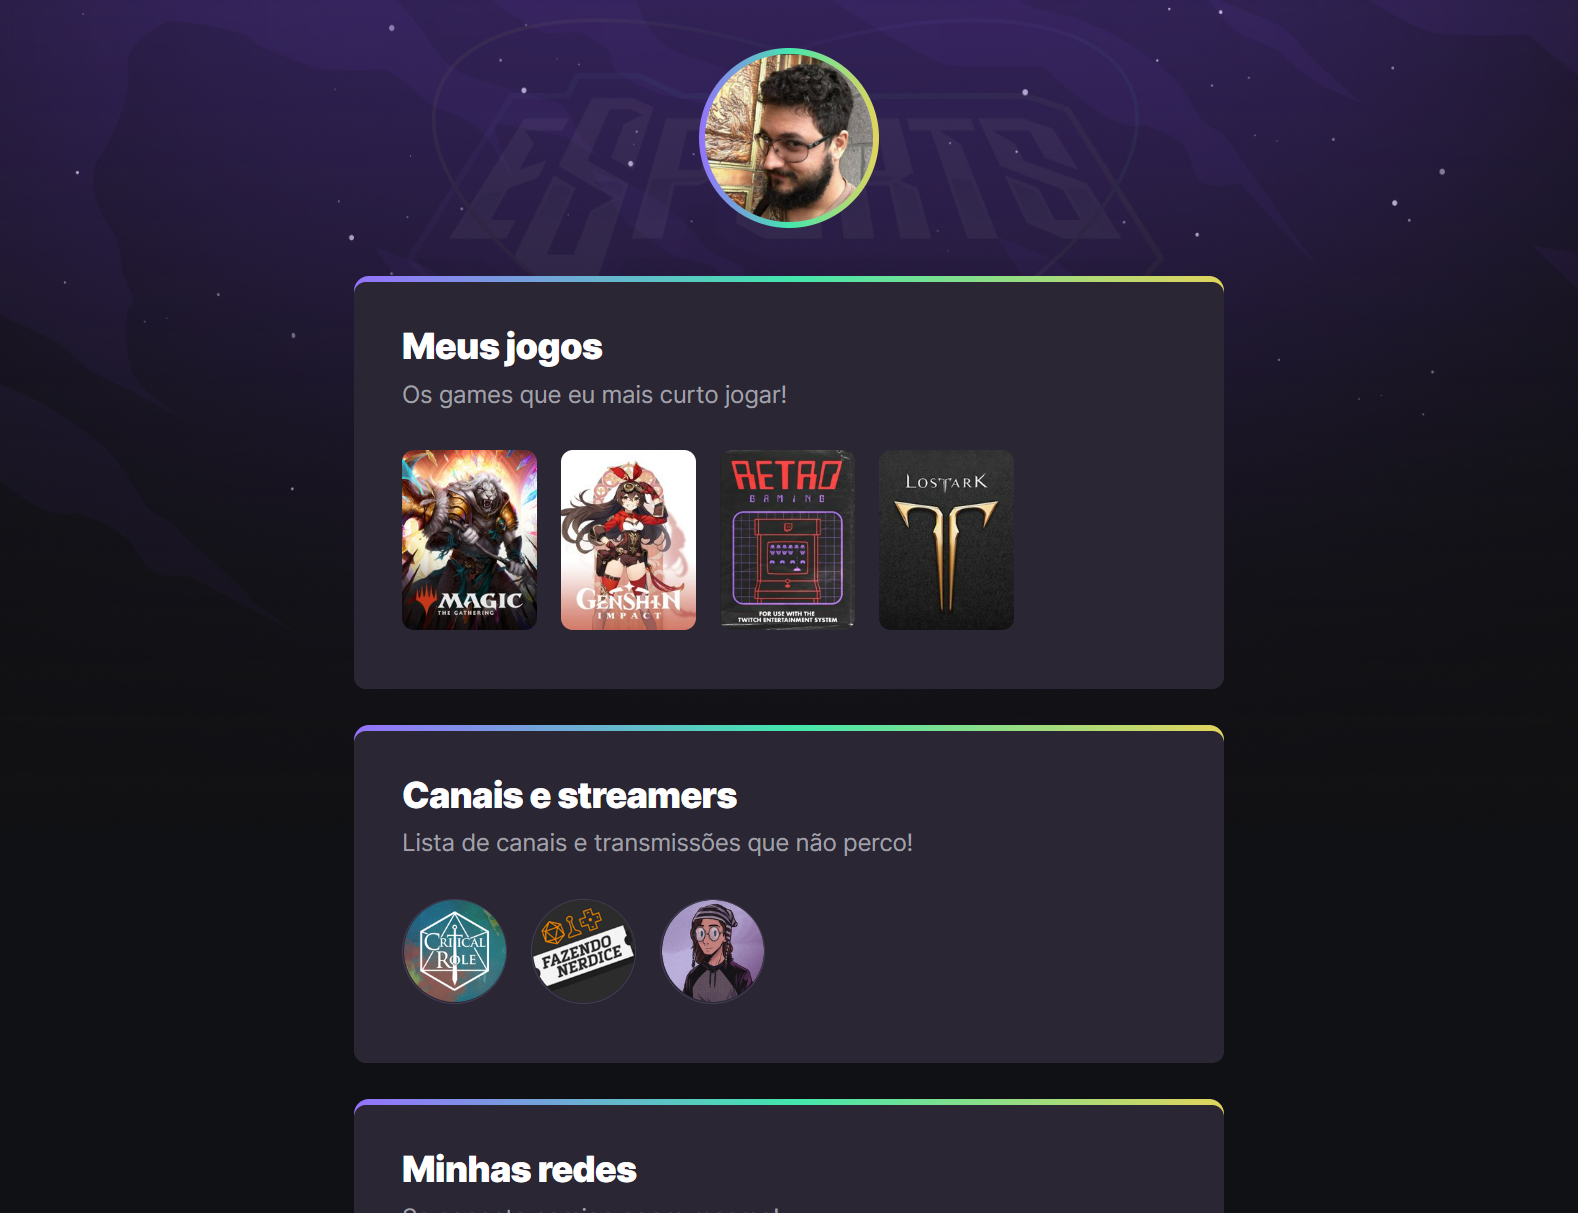 ESPORTS
Meus jogos
Os games que eu mais curto jogar!
MAGIC
THE GATHERING
GENSHIN
IMPACT
RETRO
GAMING
FOR USE WITH THE
TWITCH ENTERTAINMENT SYSTEM
LOST ARK
Canais e streamers
Lista de canais e transmissões que não perco!
CRITICAL
ROLE
FAZENDO
NERDICE
Minhas redes